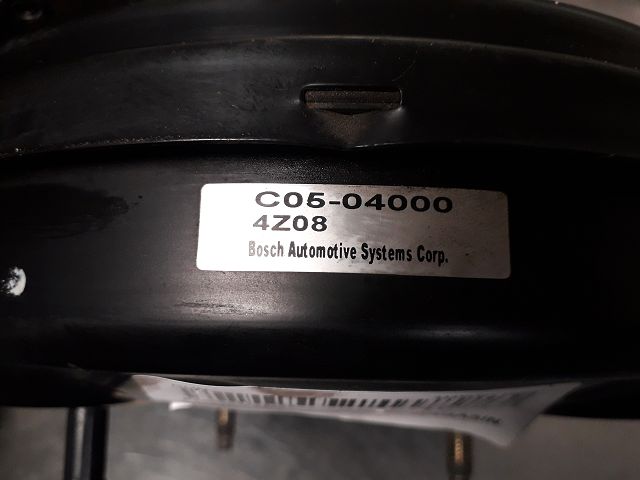 C05-04000
4Z08
Bosch Automotive Systems Corp.